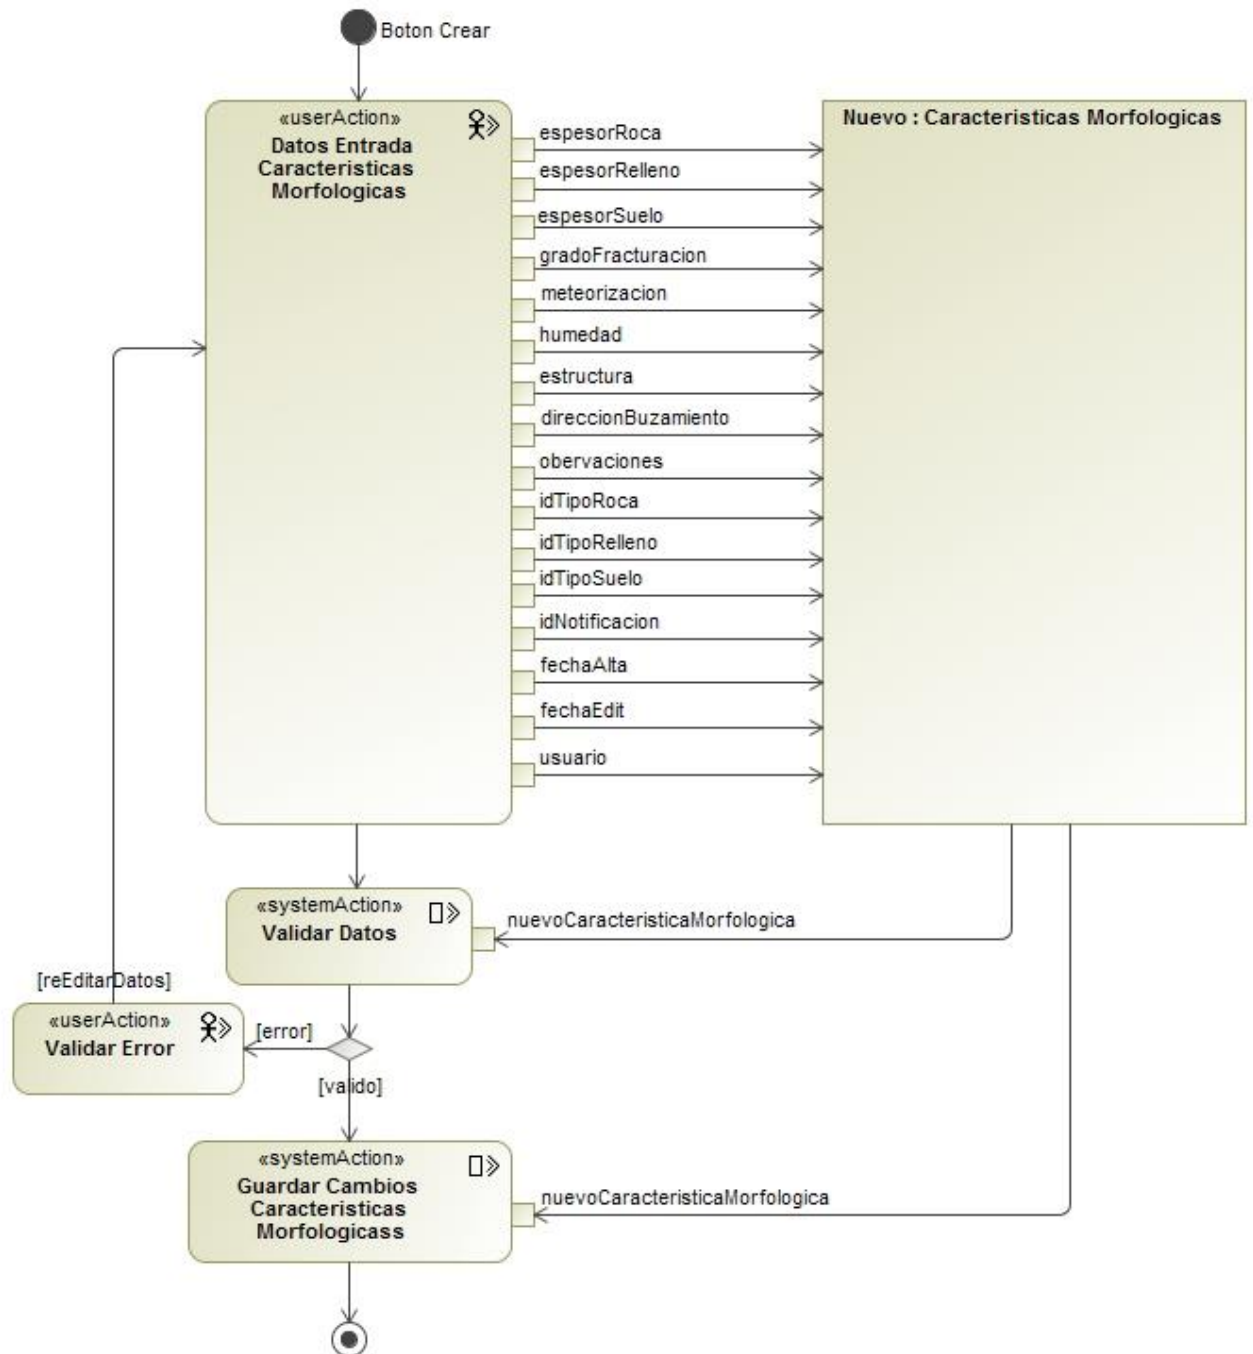 Boton Crear
«userAction»
Datos Entrada
Caracteristicas
Morfologicas
Nuevo : Caracteristicas Morfologicas
espesorRoca
espesorRelleno
espesorSuelo
gradoFracturacion
meteorizacion
humedad
estructura
direccionBuzamiento
obervaciones
idTipoRoca
idTipoRelleno
idTipoSuelo
idNotificacion
fechaAlta
fechaEdit
usuario
«systemAction»
Validar Datos
nuevoCaracteristicaMorfologica
[reEditarDatos]
«userAction»
Validar Error
[error]
[valido]
«systemAction»
Guardar Cambios
Caracteristicas
Morfologicass
nuevoCaracteristicaMorfologica